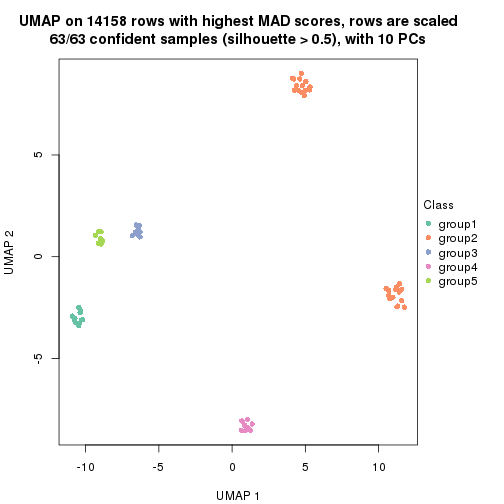 UMAP on 14158 rows with highest MAD scores, rows are scaled
63/63 confident samples (silhouette > 0.5), with 10 PCs
UMAP 2
5
0
-5
-10
-5
0
5
10
UMAP 1
Class
group1
group2
group3
group4
group5